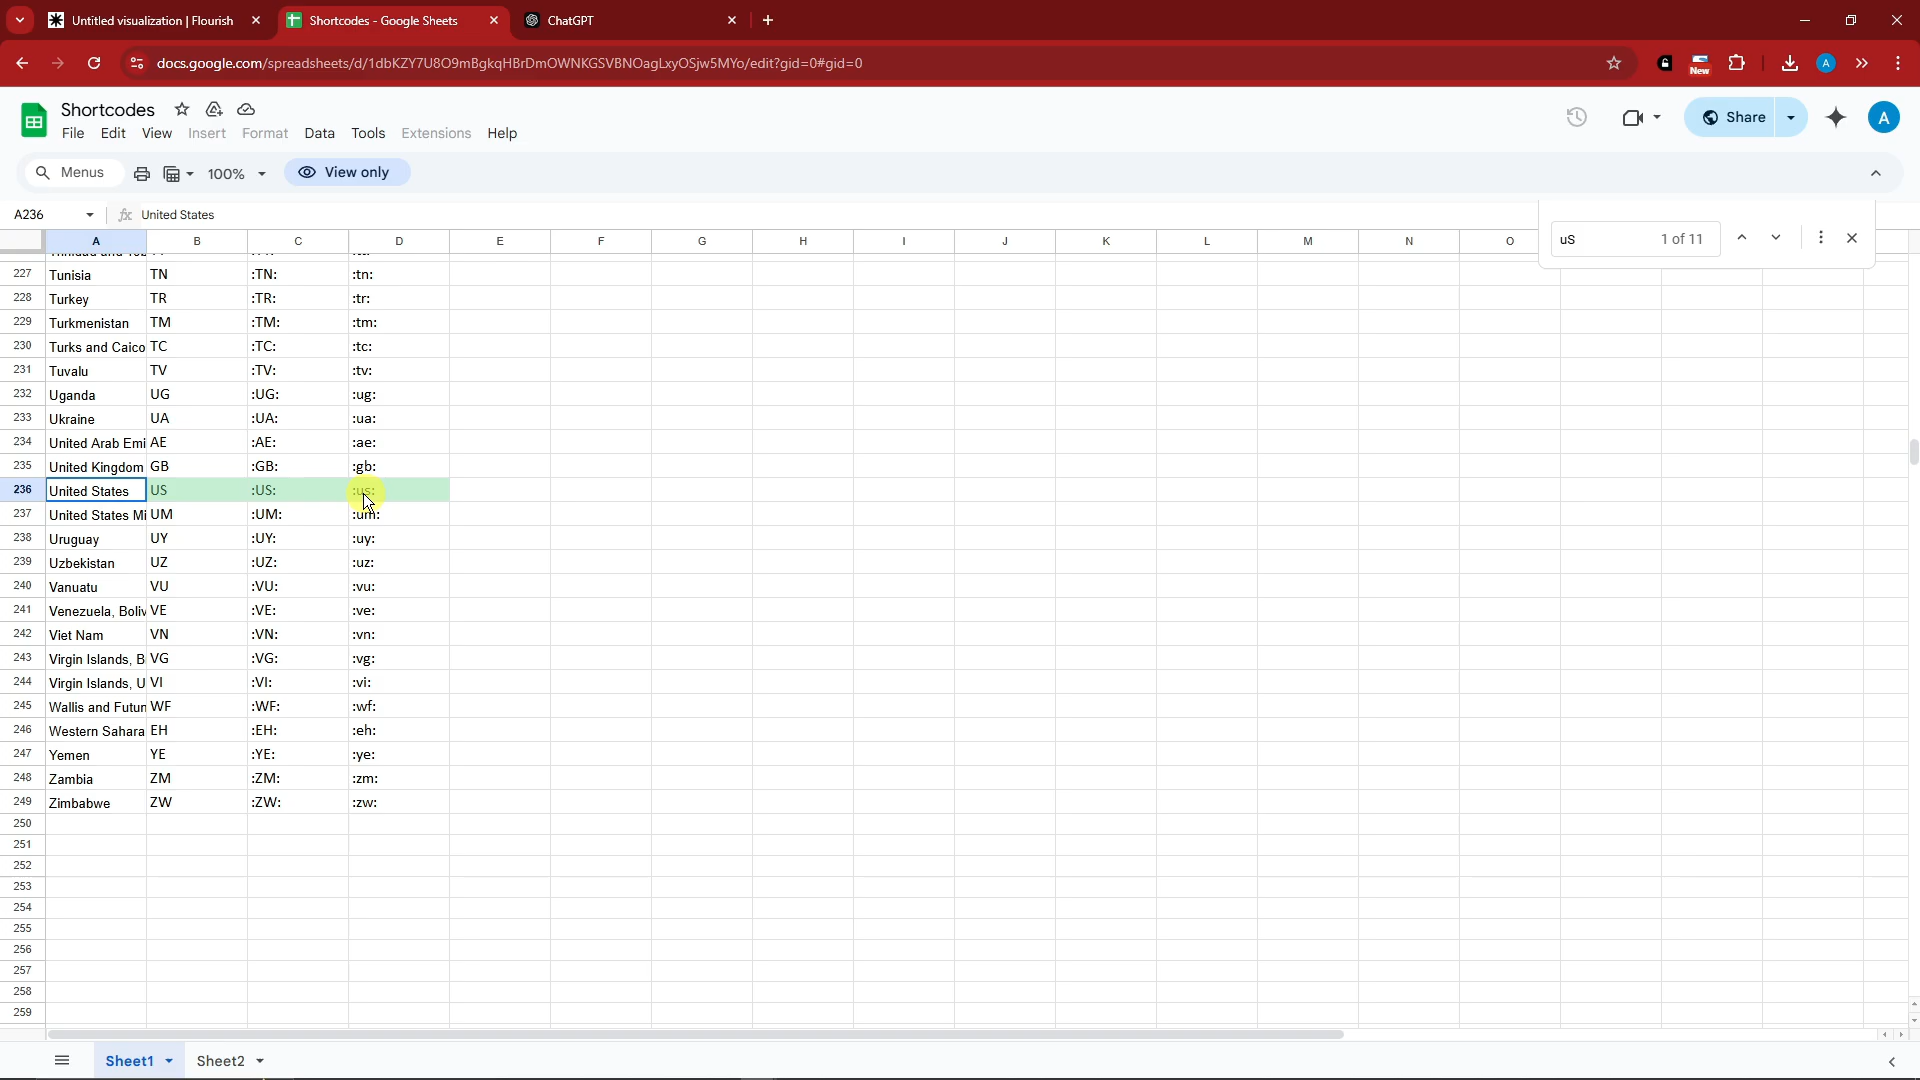 Untitled visualization | Flourish
Shortcodes - Google Sheets
ChatGPT
docs.google.com/spreadsheets/d/1dbKZY7U8O9mBgkqHBrDmOWNKGSVBNOagLxyOSjw5MYo/edit?gid=0#gid=0
New
A
Shortcodes
File Edit View Insert Format Data Tools Extensions Help
Share
A
Menus
100%
View only
A236
fx United States
uS 1 of 11
A B C D E F G H I J K L M N O
227 Tunisia TN :TN: :tn:
228 Turkey TR :TR: :tr:
229 Turkmenistan TM :TM: :tm:
230 Turks and Caico TC :TC: :tc:
231 Tuvalu TV :TV: :tv:
232 Uganda UG :UG: :ug:
233 Ukraine UA :UA: :ua:
234 United Arab Emi AE :AE: :ae:
235 United Kingdom GB :GB: :gb:
236 United States US :US: :us:
237 United States Mi UM :UM: :um:
238 Uruguay UY :UY: :uy:
239 Uzbekistan UZ :UZ: :uz:
240 Vanuatu VU :VU: :vu:
241 Venezuela, Boliv VE :VE: :ve:
242 Viet Nam VN :VN: :vn:
243 Virgin Islands, B VG :VG: :vg:
244 Virgin Islands, U VI :VI: :vi:
245 Wallis and Futun WF :WF: :wf:
246 Western Sahara EH :EH: :eh:
247 Yemen YE :YE: :ye:
248 Zambia ZM :ZM: :zm:
249 Zimbabwe ZW :ZW: :zw:
250
251
252
253
254
255
256
257
258
259
Sheet1
Sheet2